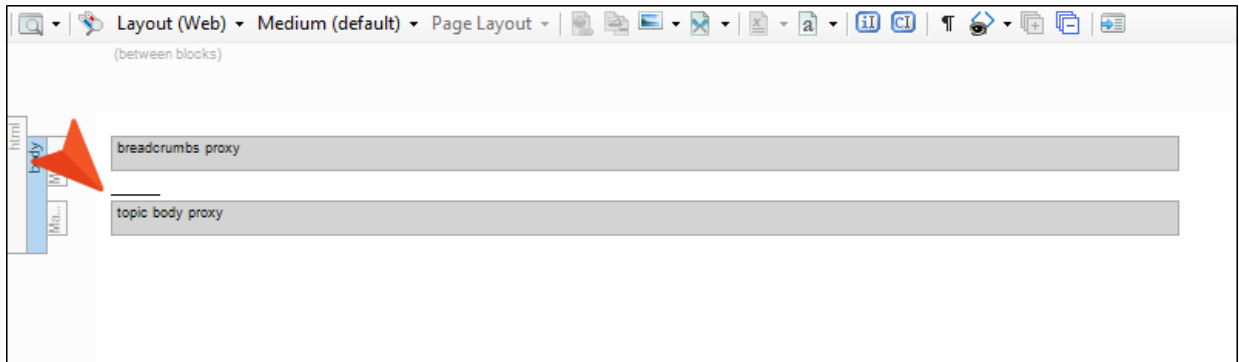 Layout (Web) Medium (default) Page Layout
(between blocks)
html
body
breadcrumbs proxy
topic body proxy
Ma...